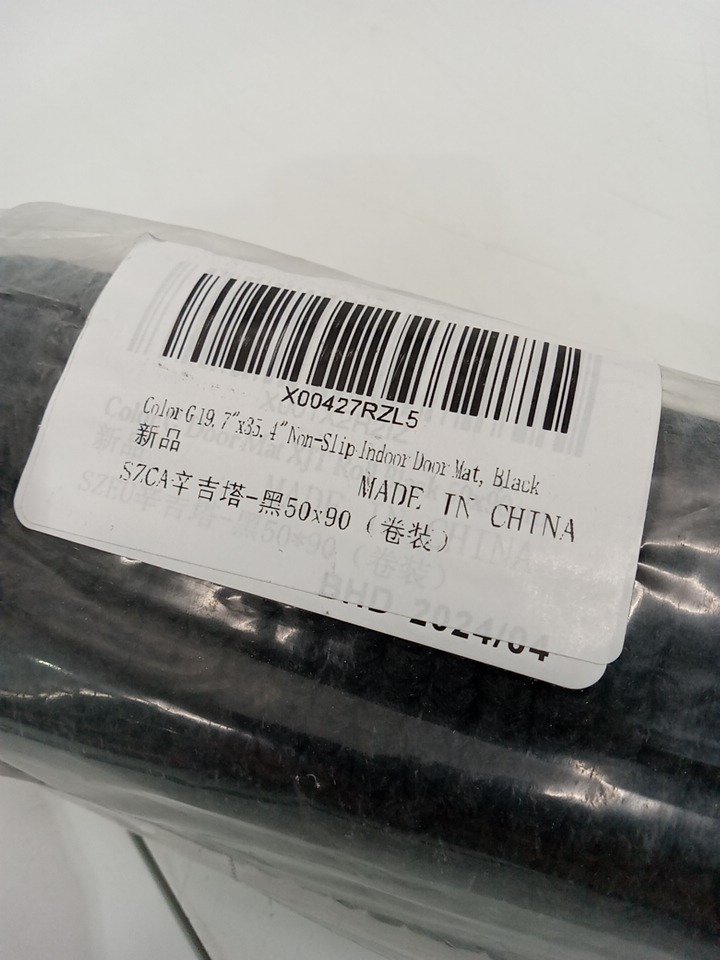 X00427RZL5
ColorG 19.7"x35.4" Non-Slip Indoor Door Mat, Black
新品
MADE IN CHINA
SZCA辛吉塔-黑50x90（卷装）
BHD 2024/04